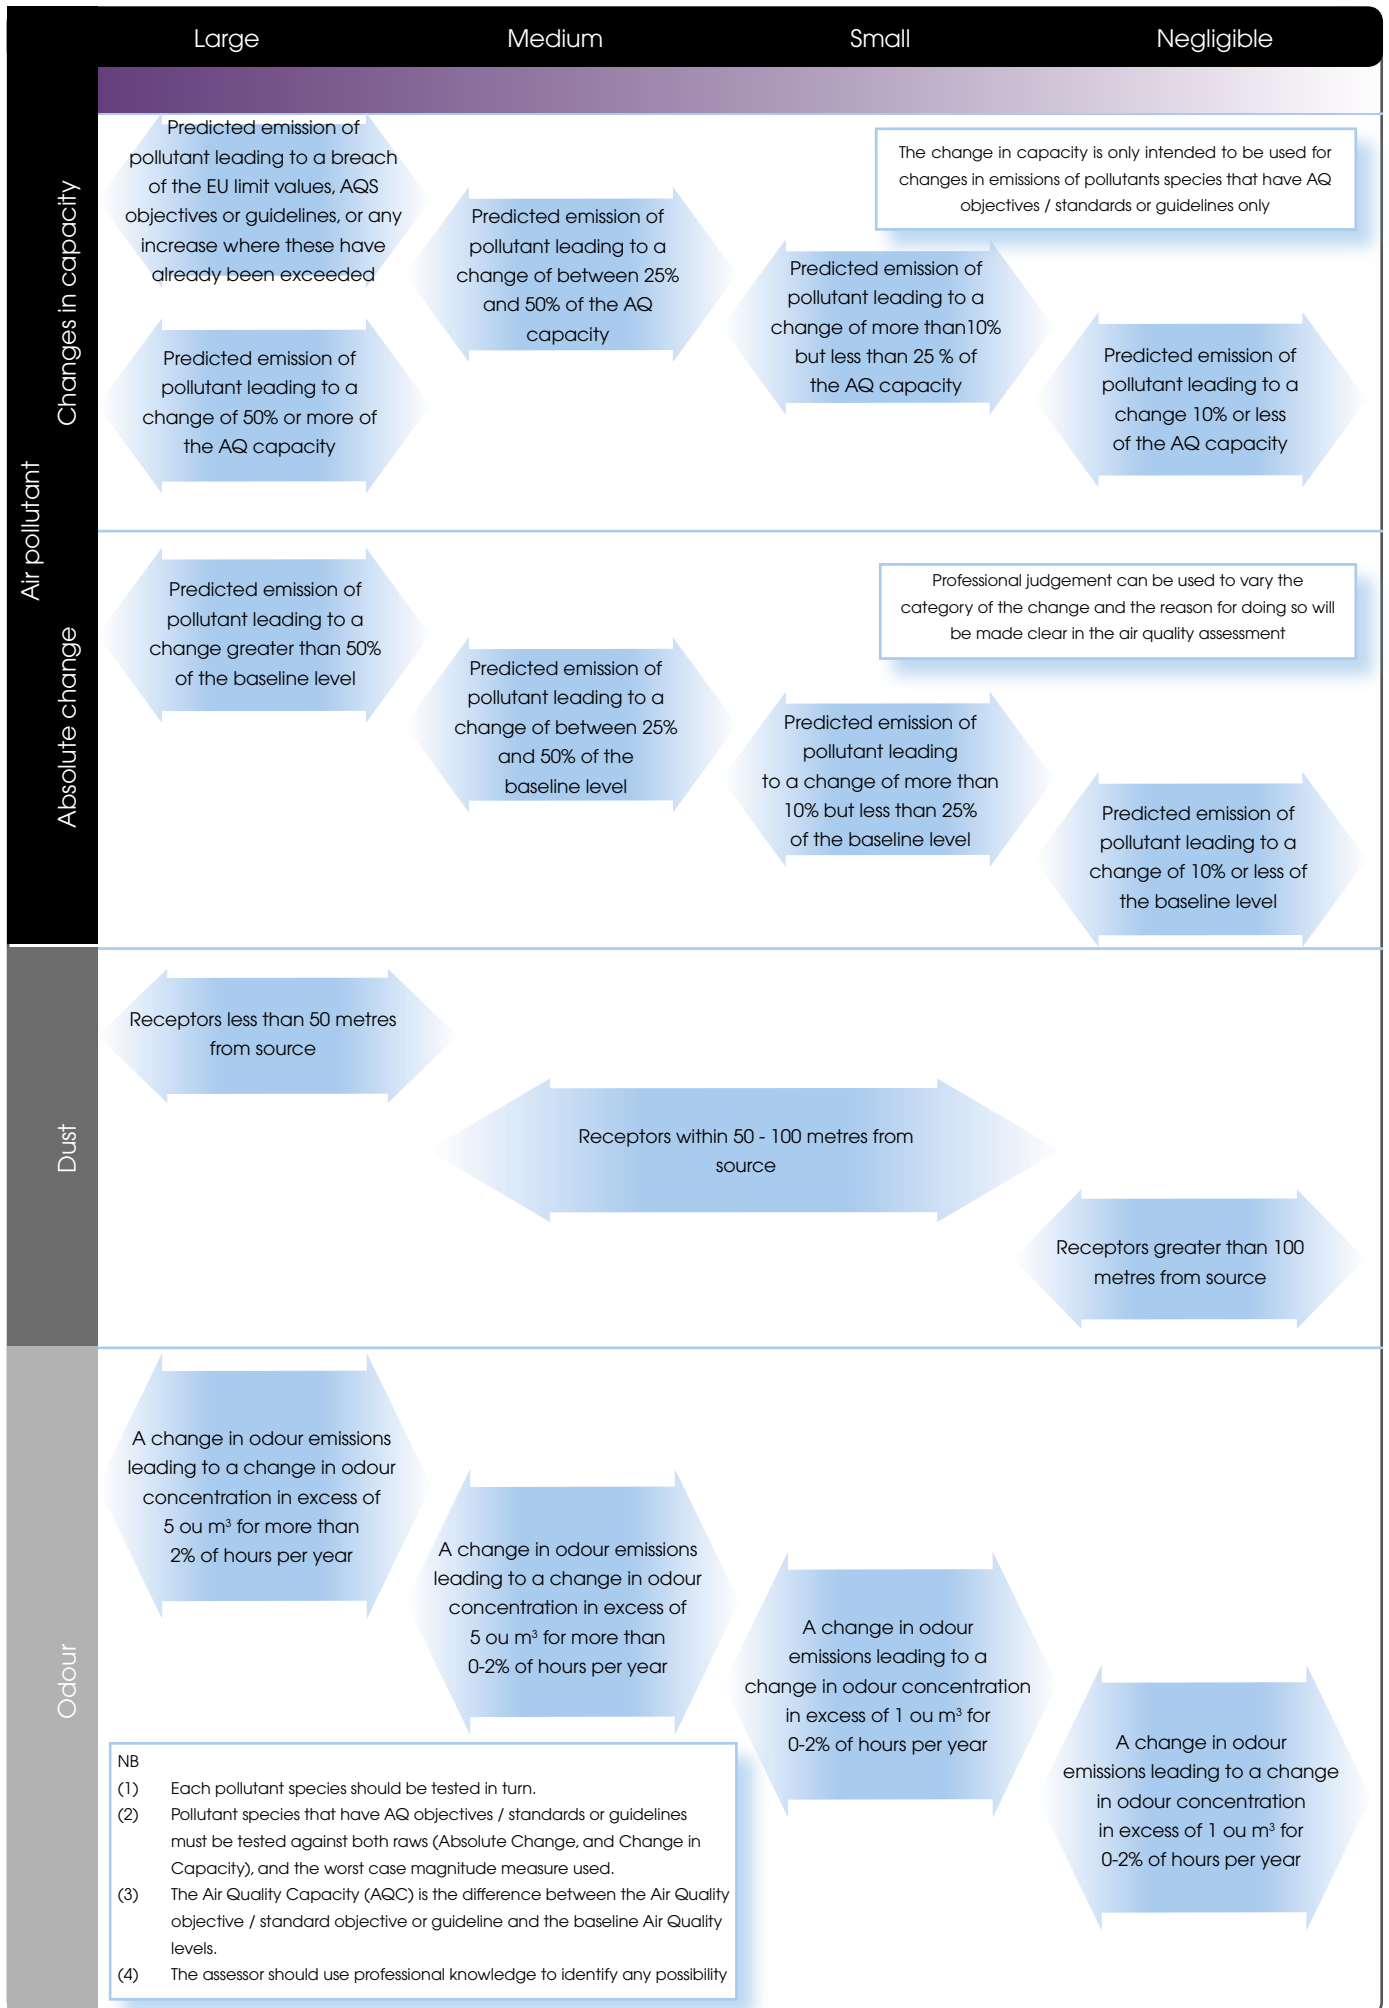 Large
Medium
Small
Negligible
Air pollutant
Changes in capacity
Predicted emission of
pollutant leading to a breach
of the EU limit values, AQS
objectives or guidelines, or any
increase where these have
already been exceeded
Predicted emission of
pollutant leading to a
change of 50% or more of
the AQ capacity
Predicted emission of
pollutant leading to a
change of between 25%
and 50% of the AQ
capacity
The change in capacity is only intended to be used for
changes in emissions of pollutants species that have AQ
objectives / standards or guidelines only
Predicted emission of
pollutant leading to a
change of more than10%
but less than 25 % of
the AQ capacity
Predicted emission of
pollutant leading to a
change 10% or less
of the AQ capacity
Absolute change
Predicted emission of
pollutant leading to a
change greater than 50%
of the baseline level
Predicted emission of
pollutant leading to a
change of between 25%
and 50% of the
baseline level
Professional judgement can be used to vary the
category of the change and the reason for doing so will
be made clear in the air quality assessment
Predicted emission of
pollutant leading
to a change of more than
10% but less than 25%
of the baseline level
Predicted emission of
pollutant leading to a
change of 10% or less of
the baseline level
Dust
Receptors less than 50 metres
from source
Receptors within 50 - 100 metres from
source
Receptors greater than 100
metres from source
Odour
A change in odour emissions
leading to a change in odour
concentration in excess of
5 ou m³ for more than
2% of hours per year
A change in odour emissions
leading to a change in odour
concentration in excess of
5 ou m³ for more than
0-2% of hours per year
A change in odour
emissions leading to a
change in odour concentration
in excess of 1 ou m³ for
0-2% of hours per year
A change in odour
emissions leading to a change
in odour concentration
in excess of 1 ou m³ for
0-2% of hours per year
NB
(1) Each pollutant species should be tested in turn.
(2) Pollutant species that have AQ objectives / standards or guidelines
must be tested against both raws (Absolute Change, and Change in
Capacity), and the worst case magnitude measure used.
(3) The Air Quality Capacity (AQC) is the difference between the Air Quality
objective / standard objective or guideline and the baseline Air Quality
levels.
(4) The assessor should use professional knowledge to identify any possibility